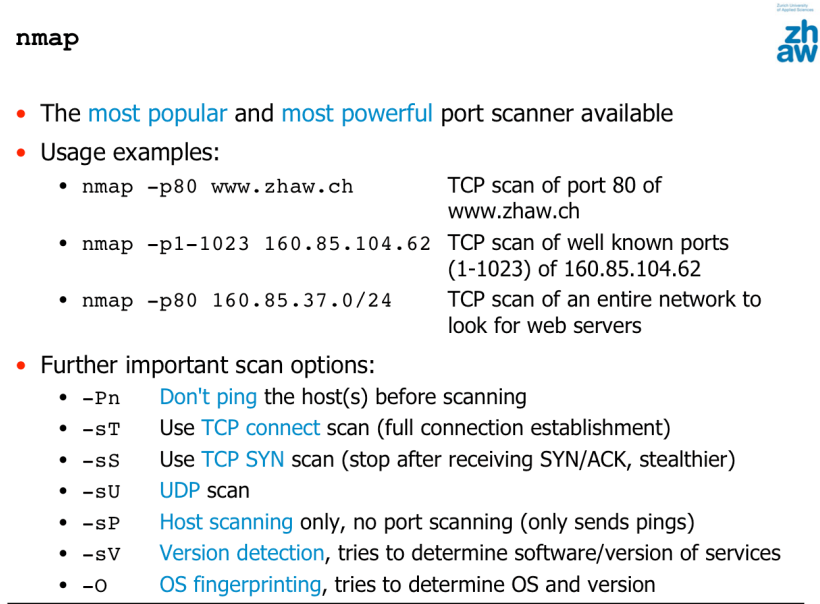 Zurich University
of Applied Sciences
zh
aw
nmap
• The most popular and most powerful port scanner available
• Usage examples:
• nmap -p80 www.zhaw.ch TCP scan of port 80 of
www.zhaw.ch
• nmap -p1-1023 160.85.104.62 TCP scan of well known ports
(1-1023) of 160.85.104.62
• nmap -p80 160.85.37.0/24 TCP scan of an entire network to
look for web servers
• Further important scan options:
• -Pn Don't ping the host(s) before scanning
• -sT Use TCP connect scan (full connection establishment)
• -sS Use TCP SYN scan (stop after receiving SYN/ACK, stealthier)
• -sU UDP scan
• -sP Host scanning only, no port scanning (only sends pings)
• -sV Version detection, tries to determine software/version of services
• -O OS fingerprinting, tries to determine OS and version